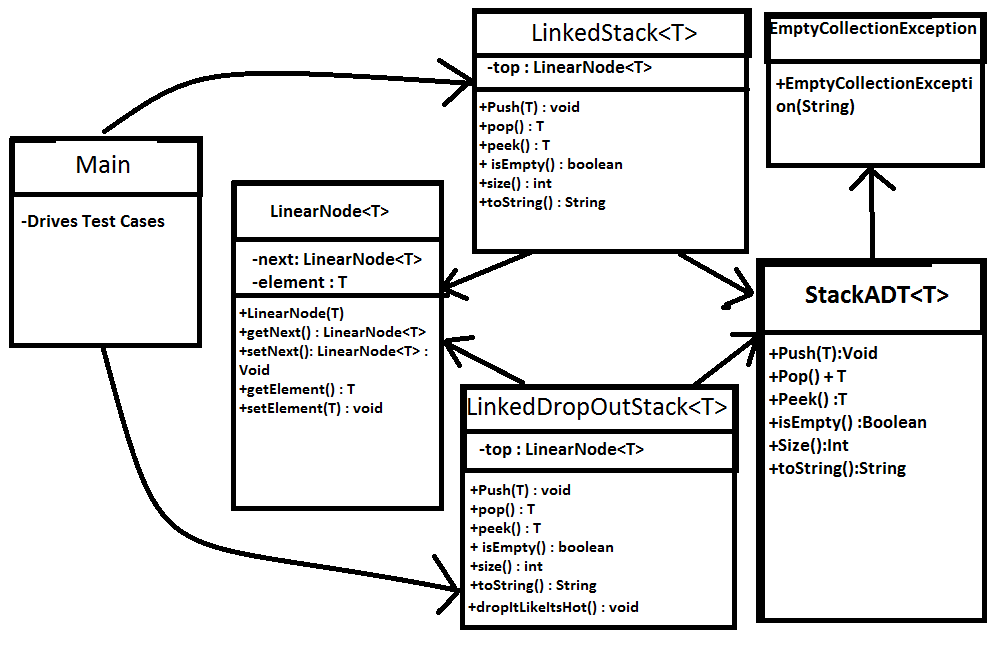 LinkedStack<T>
-top : LinearNode<T>
+Push(T) : void
+pop() : T
+peek() : T
+ isEmpty() : boolean
+size() : int
+toString() : String
EmptyCollectionException
+EmptyCollectionExcepti
on(String)
Main
-Drives Test Cases
LinearNode<T>
-next: LinearNode<T>
-element : T
+LinearNode(T)
+getNext() : LinearNode<T>
+setNext(): LinearNode<T> :
Void
+getElement() : T
+setElement(T) : void
StackADT<T>
+Push(T):Void
+Pop() + T
+Peek() :T
+isEmpty() :Boolean
+Size():Int
+toString():String
LinkedDropOutStack<T>
-top : LinearNode<T>
+Push(T) : void
+pop() : T
+peek() : T
+ isEmpty() : boolean
+size() : int
+toString() : String
+dropItLikeItsHot() : void